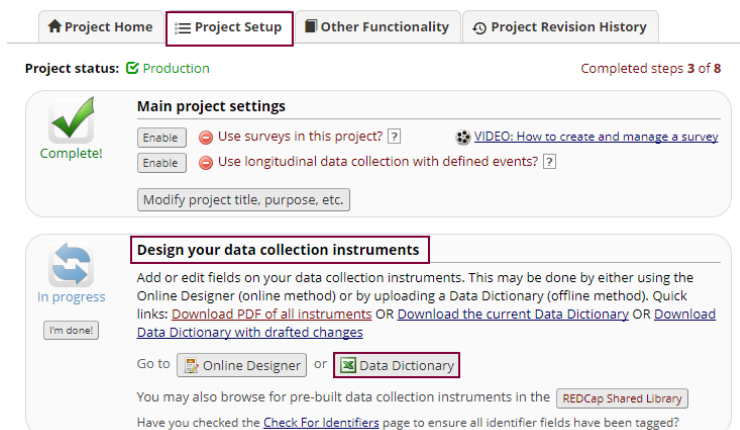 Project Home Project Setup Other Functionality Project Revision History
Project status: Production Completed steps 3 of 8
Main project settings
Enable Use surveys in this project? ? VIDEO: How to create and manage a survey
Complete!
Enable Use longitudinal data collection with defined events? ?
Modify project title, purpose, etc.
Design your data collection instruments
Add or edit fields on your data collection instruments. This may be done by either using the
In progress
Online Designer (online method) or by uploading a Data Dictionary (offline method). Quick
links: Download PDF of all instruments OR Download the current Data Dictionary OR Download
I'm done!
Data Dictionary with drafted changes
Go to Online Designer or Data Dictionary
You may also browse for pre-built data collection instruments in the REDCap Shared Library
Have you checked the Check For Identifiers page to ensure all identifier fields have been tagged?